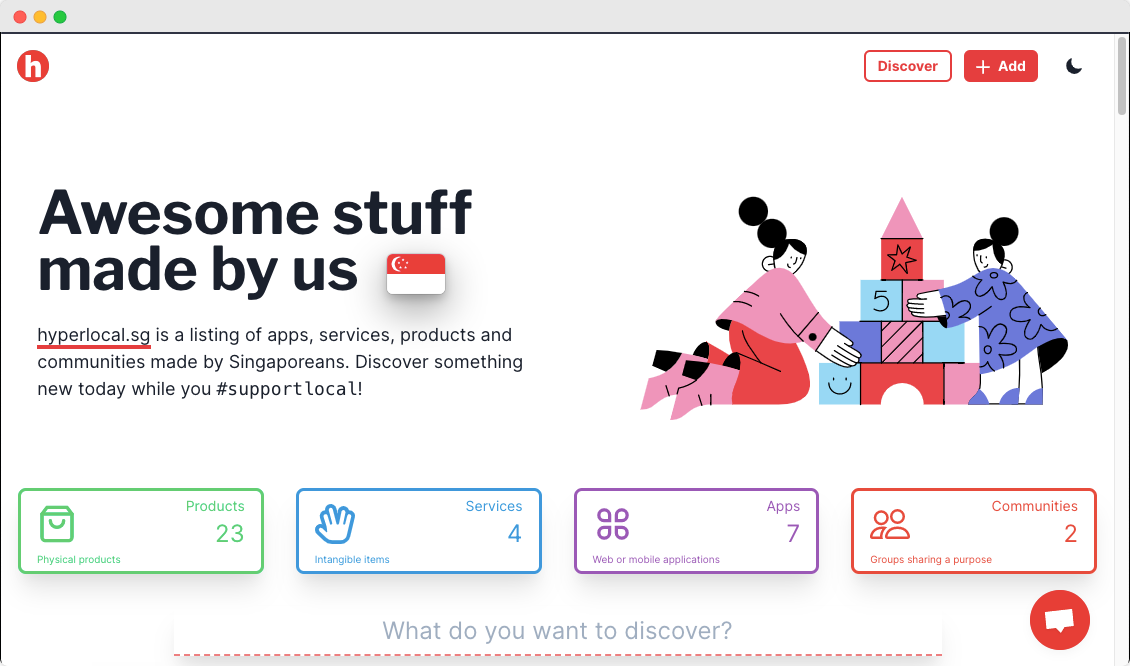 h
Discover
+ Add
Awesome stuff
made by us
hyperlocal.sg is a listing of apps, services, products and
communities made by Singaporeans. Discover something
new today while you #supportlocal!
5
Products
23
Physical products
Services
4
Intangible items
Apps
7
Web or mobile applications
Communities
2
Groups sharing a purpose
What do you want to discover?